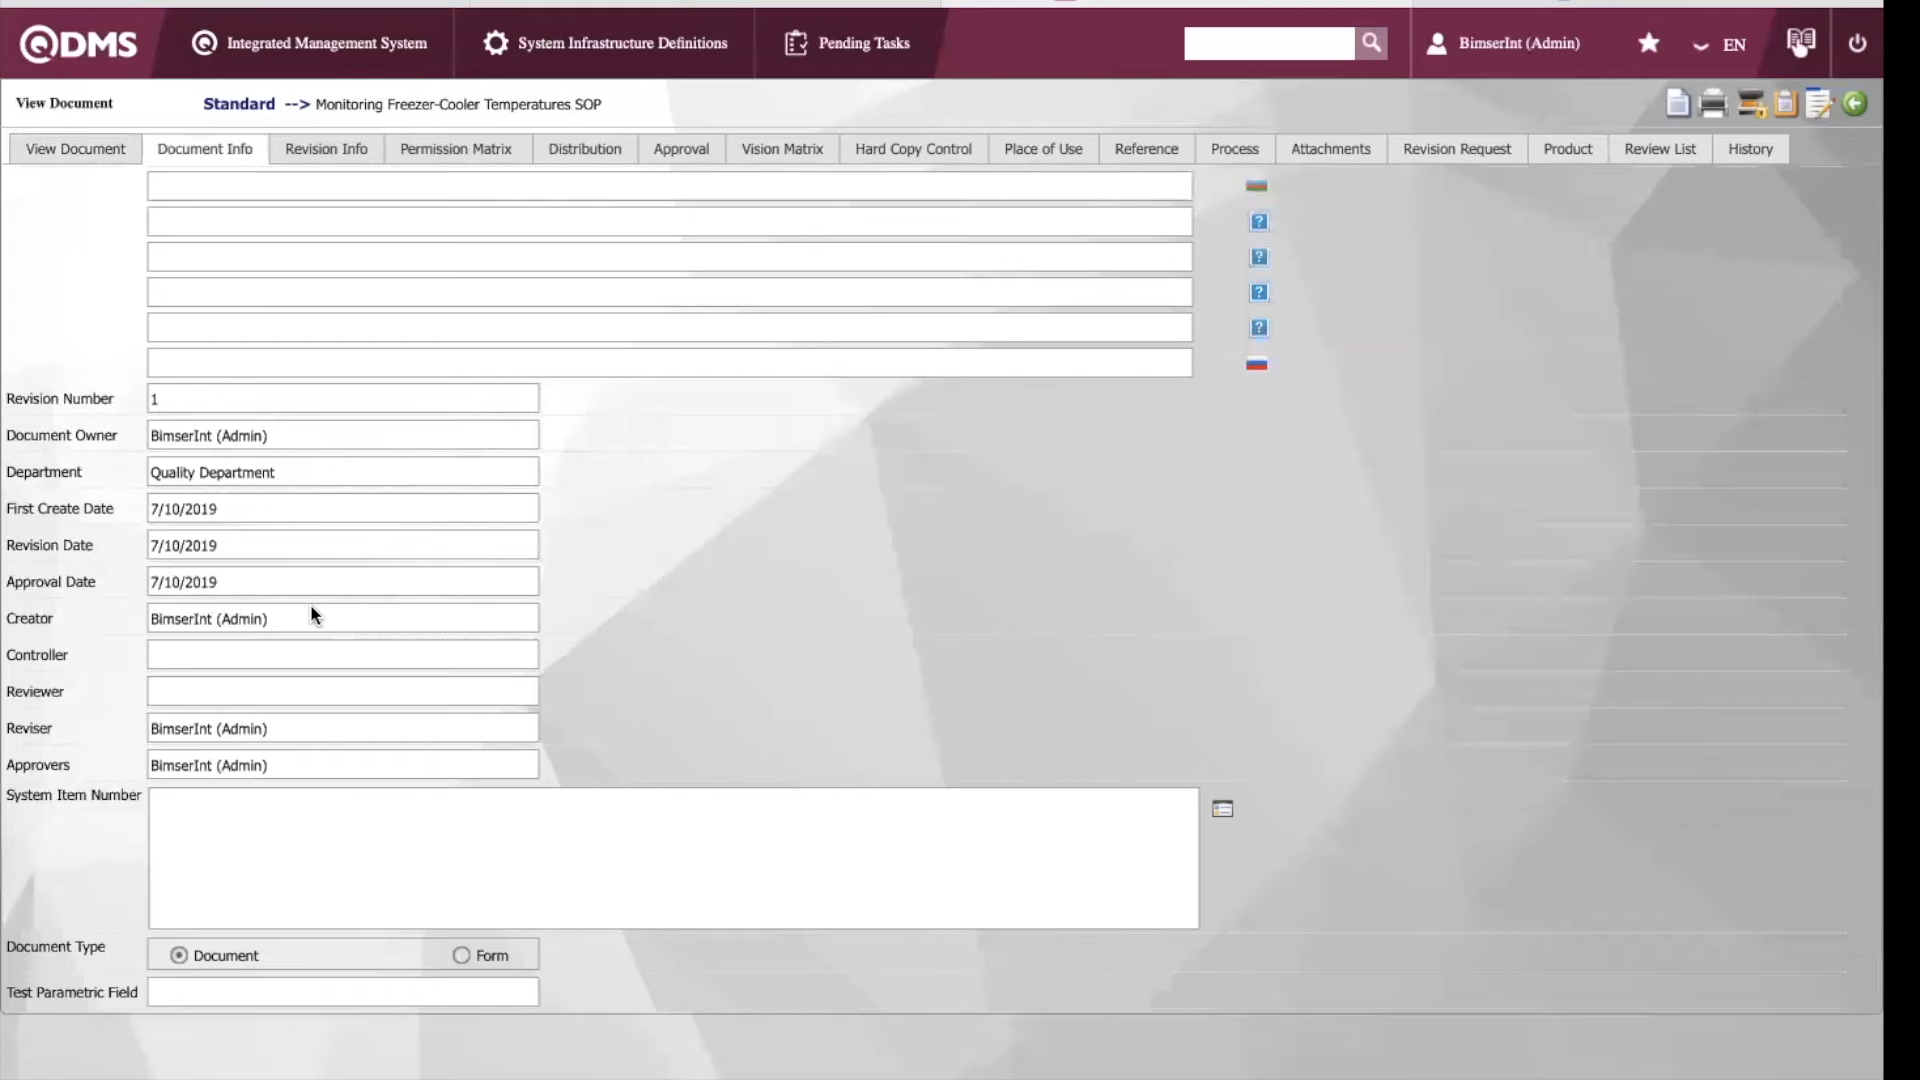 QDMS Integrated Management System System Infrastructure Definitions Pending Tasks BimserInt (Admin) EN
View Document Standard --> Monitoring Freezer-Cooler Temperatures SOP
View Document Document Info Revision Info Permission Matrix Distribution Approval Vision Matrix Hard Copy Control Place of Use Reference Process Attachments Revision Request Product Review List History
?
?
?
?
Revision Number 1
Document Owner BimserInt (Admin)
Department Quality Department
First Create Date 7/10/2019
Revision Date 7/10/2019
Approval Date 7/10/2019
Creator BimserInt (Admin)
Controller
Reviewer
Reviser BimserInt (Admin)
Approvers BimserInt (Admin)
System Item Number
Document Type Document Form
Test Parametric Field